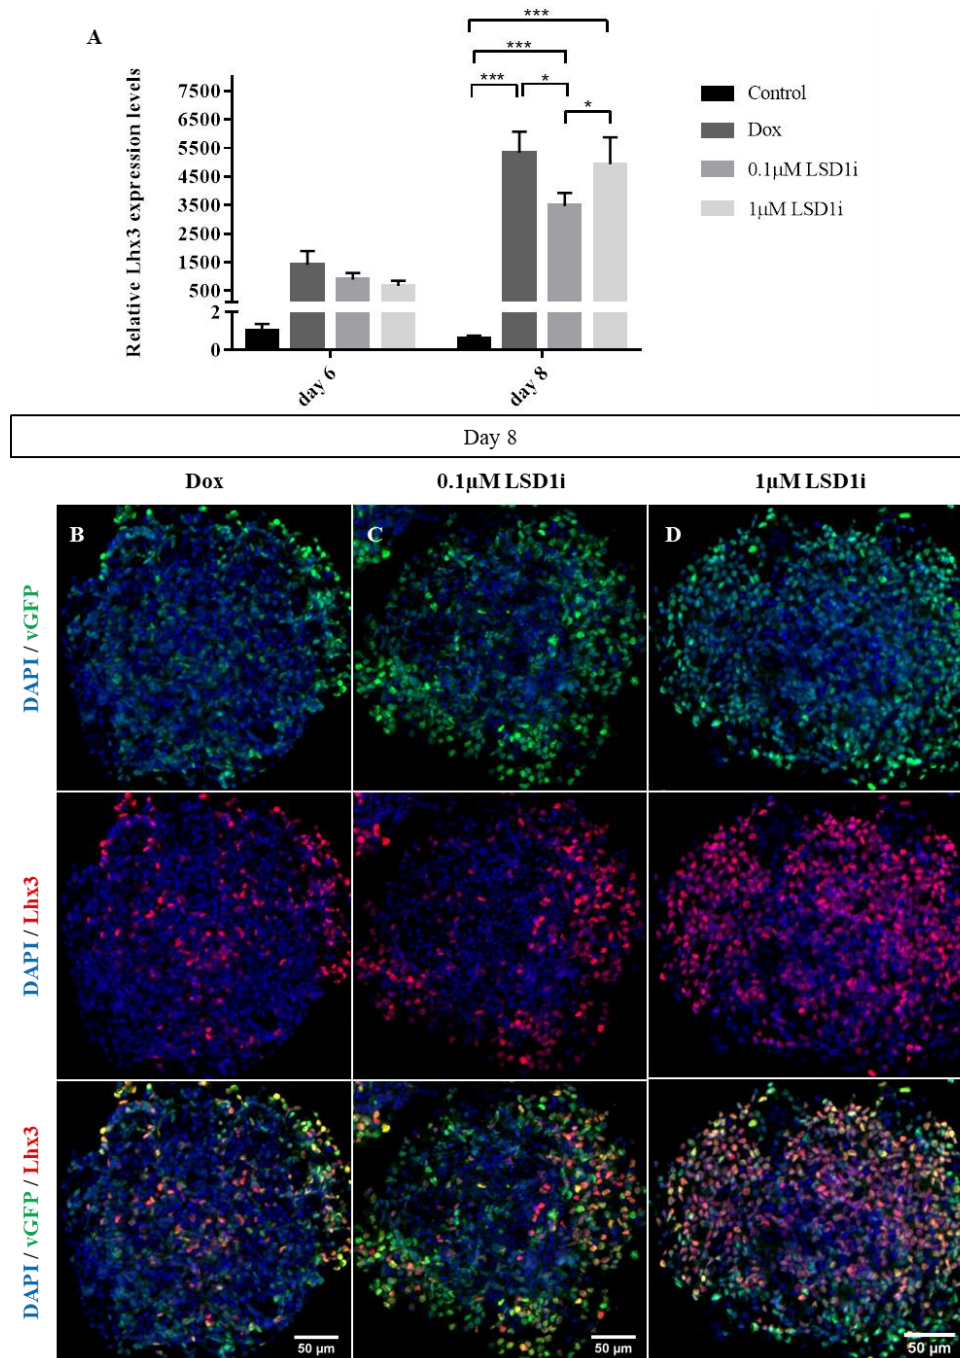 A
***
***
***
*
*
Relative Lhx3 expression levels
7500
6500
5500
4500
3500
2500
1500
500
2
0
day 6
day 8
Control
Dox
0.1μM LSD1i
1μM LSD1i
Day 8
Dox
0.1μM LSD1i
1μM LSD1i
B
C
D
DAPI / vGFP
DAPI / Lhx3
DAPI / vGFP / Lhx3
50 μm
50 μm
50 μm